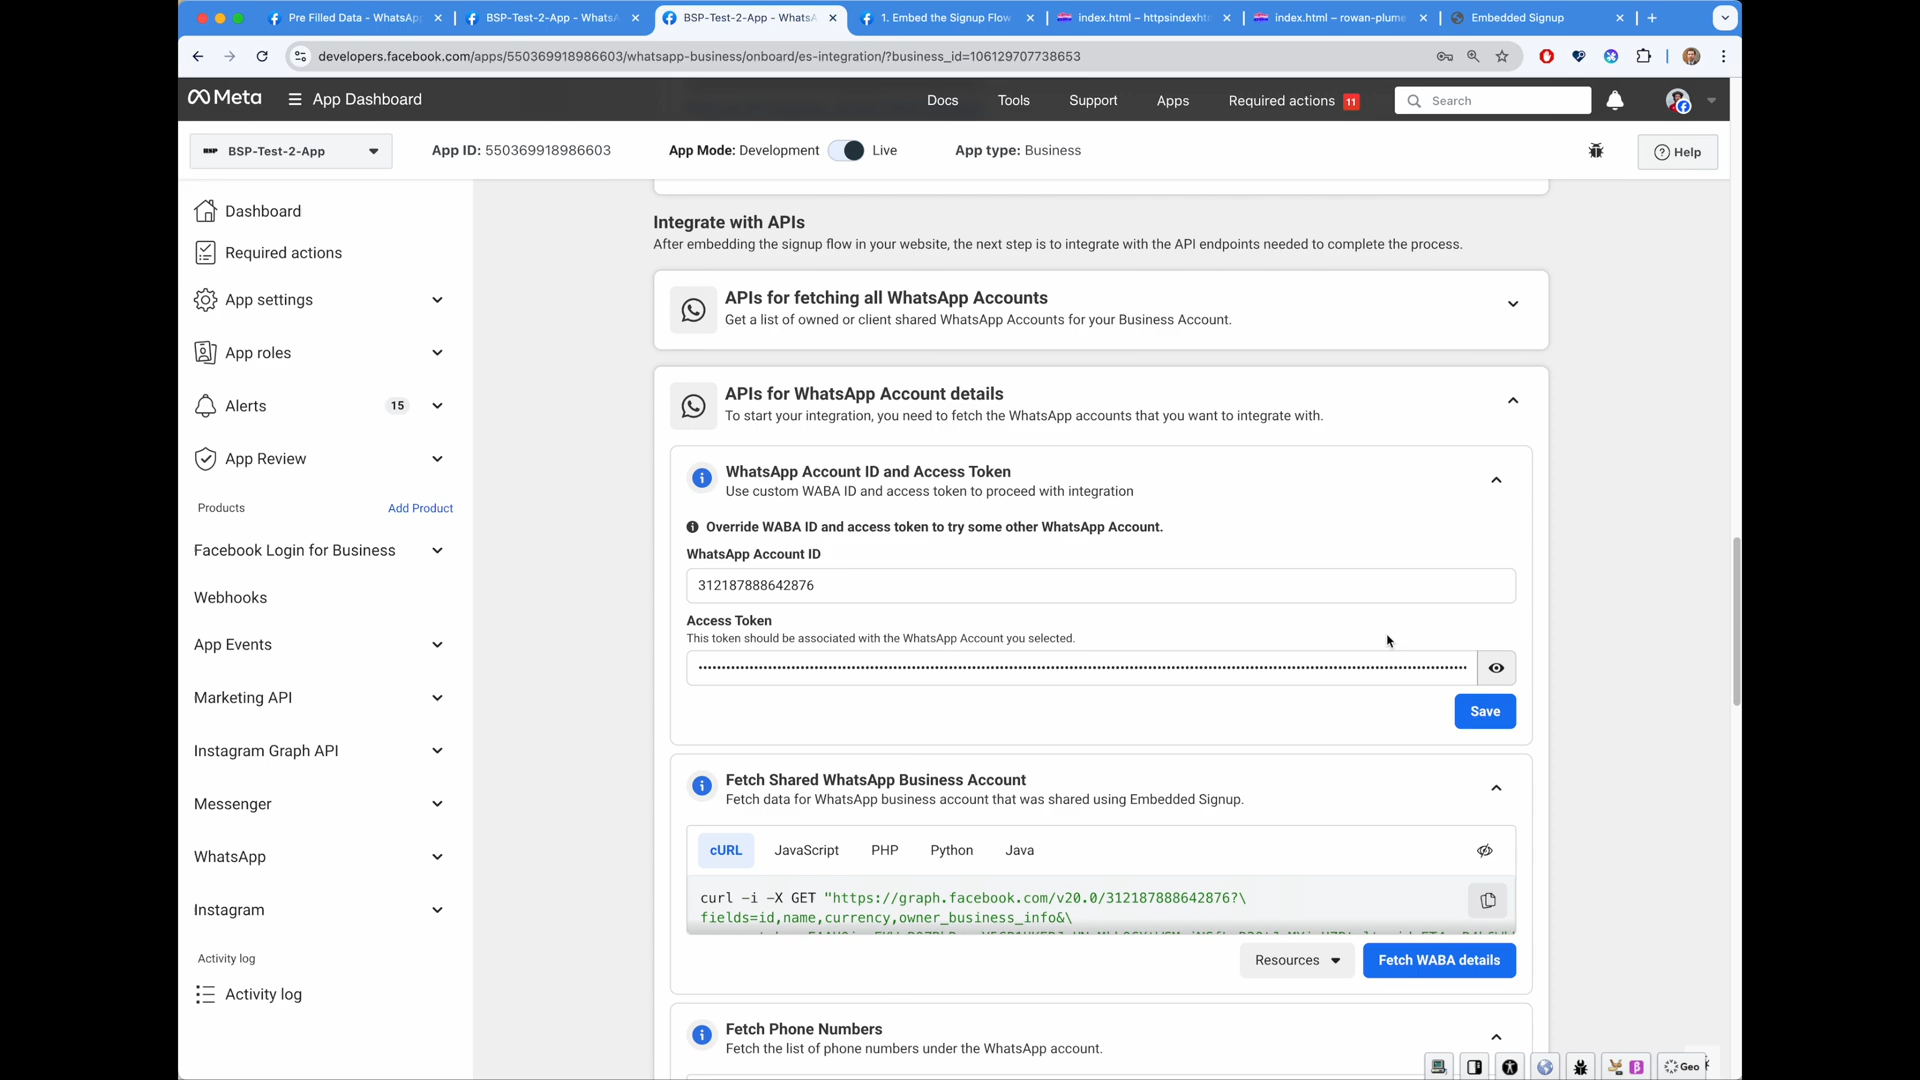 Pre Filled Data - WhatsApp
BSP-Test-2-App - WhatsA
BSP-Test-2-App - WhatsA
1. Embed the Signup Flow
index.html – httpsindexht
index.html – rowan-plume
Embedded Signup
developers.facebook.com/apps/550369918986603/whatsapp-business/onboard/es-integration/?business_id=106129707738653
Meta
App Dashboard
Docs
Tools
Support
Apps
Required actions 11
Search
BSP-Test-2-App
App ID: 550369918986603
App Mode: Development
Live
App type: Business
Help
Dashboard
Required actions
App settings
App roles
Alerts 15
App Review
Products
Add Product
Facebook Login for Business
Webhooks
App Events
Marketing API
Instagram Graph API
Messenger
WhatsApp
Instagram
Activity log
Activity log
Integrate with APIs
After embedding the signup flow in your website, the next step is to integrate with the API endpoints needed to complete the process.
APIs for fetching all WhatsApp Accounts
Get a list of owned or client shared WhatsApp Accounts for your Business Account.
APIs for WhatsApp Account details
To start your integration, you need to fetch the WhatsApp accounts that you want to integrate with.
WhatsApp Account ID and Access Token
Use custom WABA ID and access token to proceed with integration
Override WABA ID and access token to try some other WhatsApp Account.
WhatsApp Account ID
312187888642876
Access Token
This token should be associated with the WhatsApp Account you selected.
Save
Fetch Shared WhatsApp Business Account
Fetch data for WhatsApp business account that was shared using Embedded Signup.
cURL
JavaScript
PHP
Python
Java
curl -i -X GET "https://graph.facebook.com/v20.0/312187888642876?\
fields=id,name,currency,owner_business_info&\
Resources
Fetch WABA details
Fetch Phone Numbers
Fetch the list of phone numbers under the WhatsApp account.
Geo